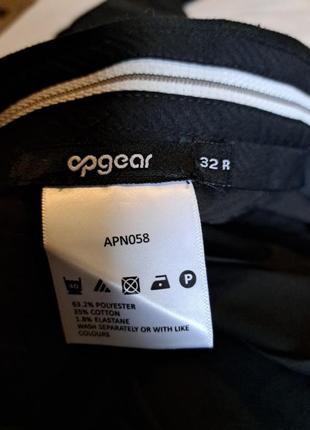 opgear 32 R
APN058
40 P
63.2% POLYESTER
35% COTTON
1.8% ELASTANE
WASH SEPARATELY OR WITH LIKE
COLOURS